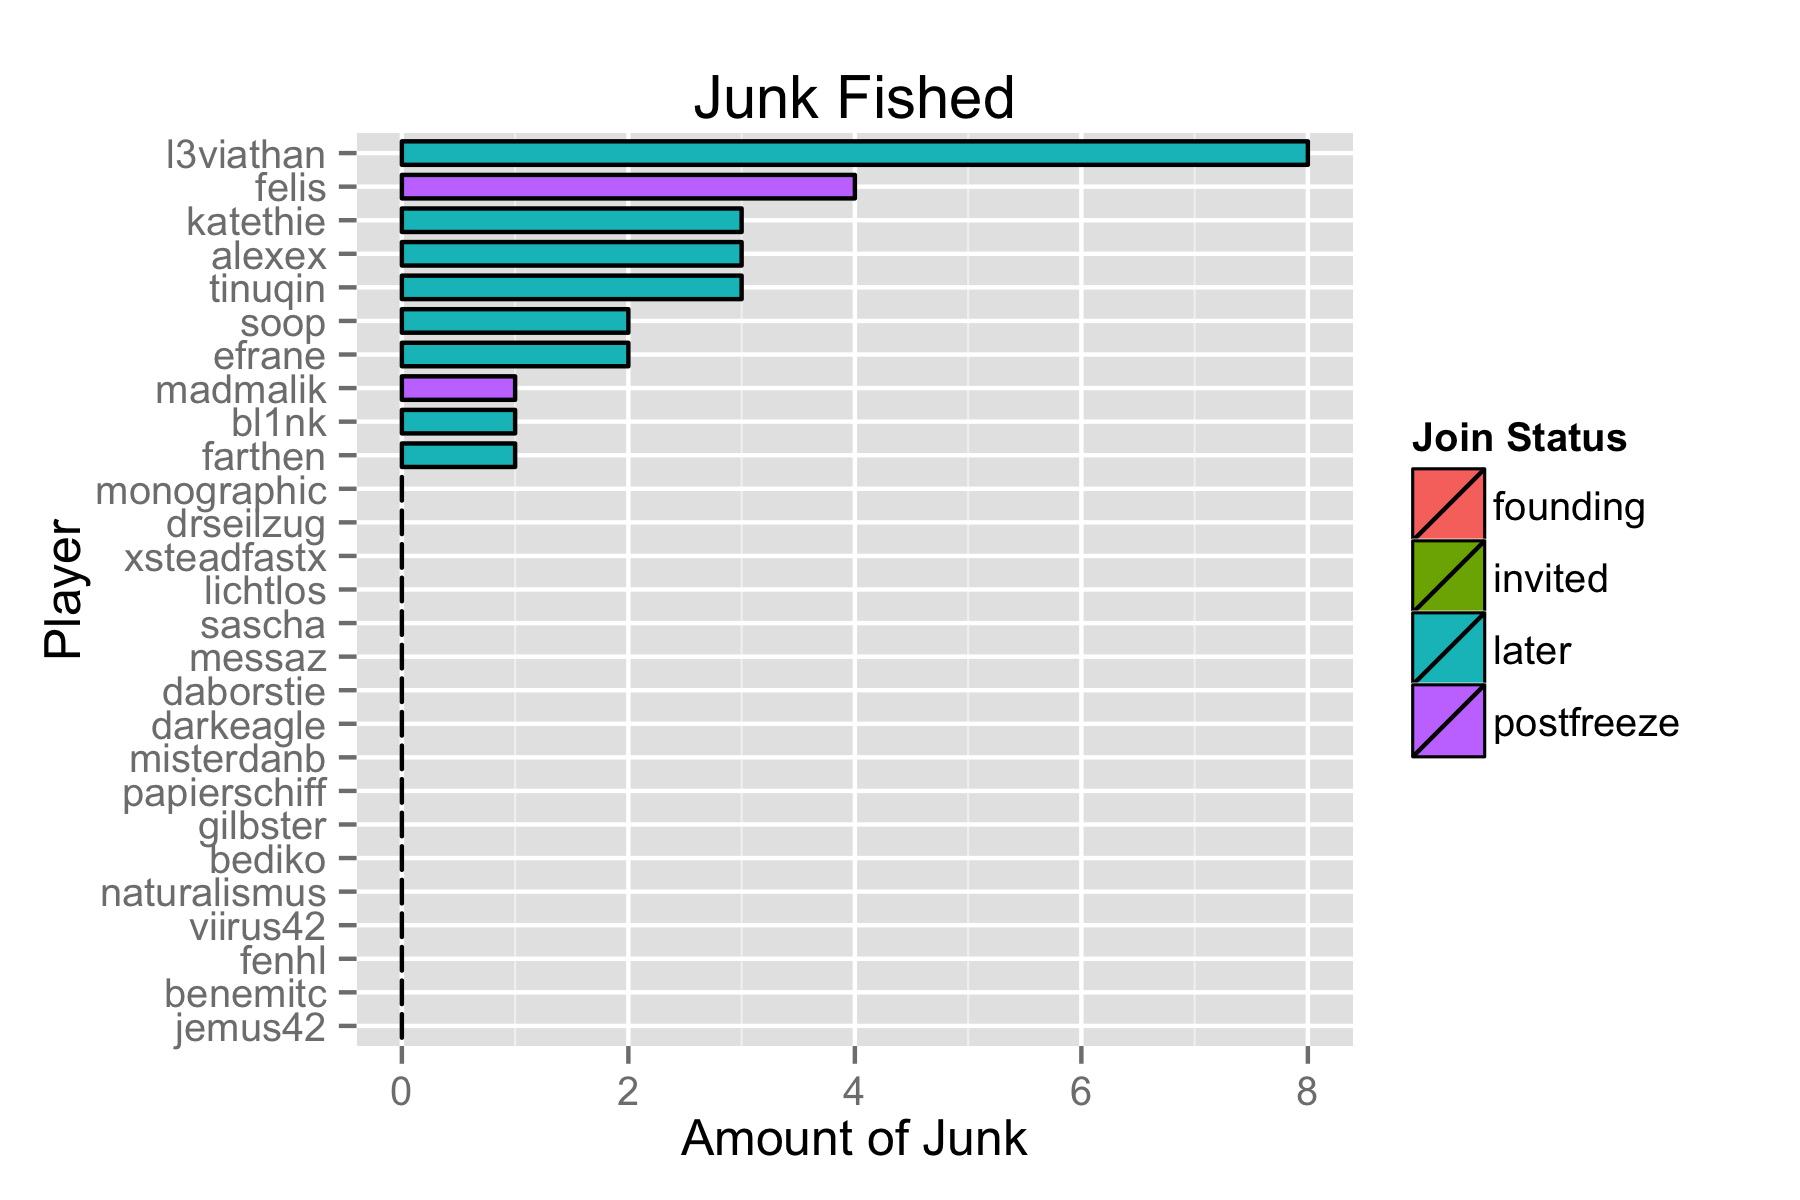 Junk Fished
l3viathan
felis
katethie
alexex
tinuqin
soop
efrane
madmalik
bl1nk
farthen
monographic
drseilzug
xsteadfastx
lichtlos
sascha
messaz
daborstie
darkeagle
misterdanb
papierschiff
gilbster
bediko
naturalismus
viirus42
fenhl
benemitc
jemus42
Player
0 2 4 6 8
Amount of Junk
Join Status
founding
invited
later
postfreeze